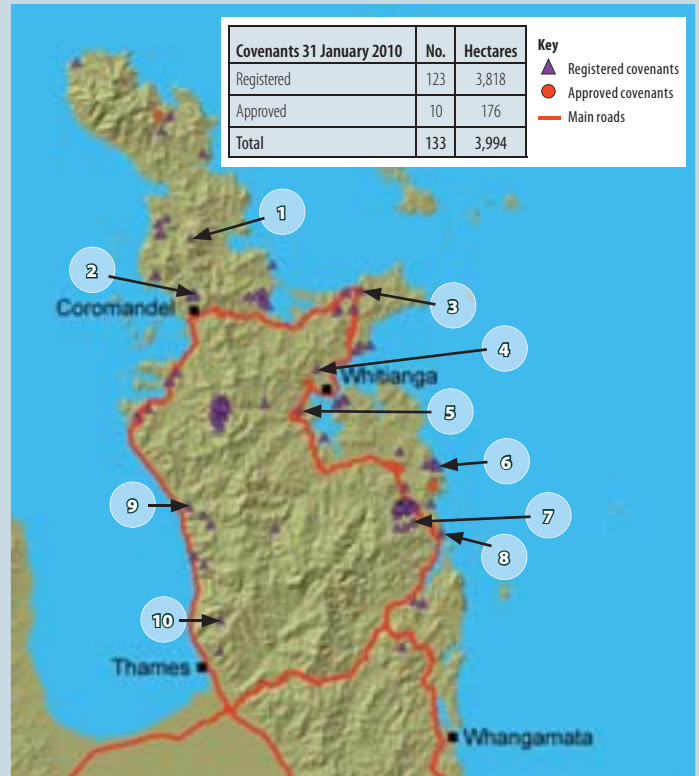 Covenants 31 January 2010 No. Hectares
Registered 123 3,818
Approved 10 176
Total 133 3,994
Key
Registered covenants
Approved covenants
Main roads
1
2
Coromandel
3
4
Whitianga
5
6
7
8
9
10
Thames
Whangamata